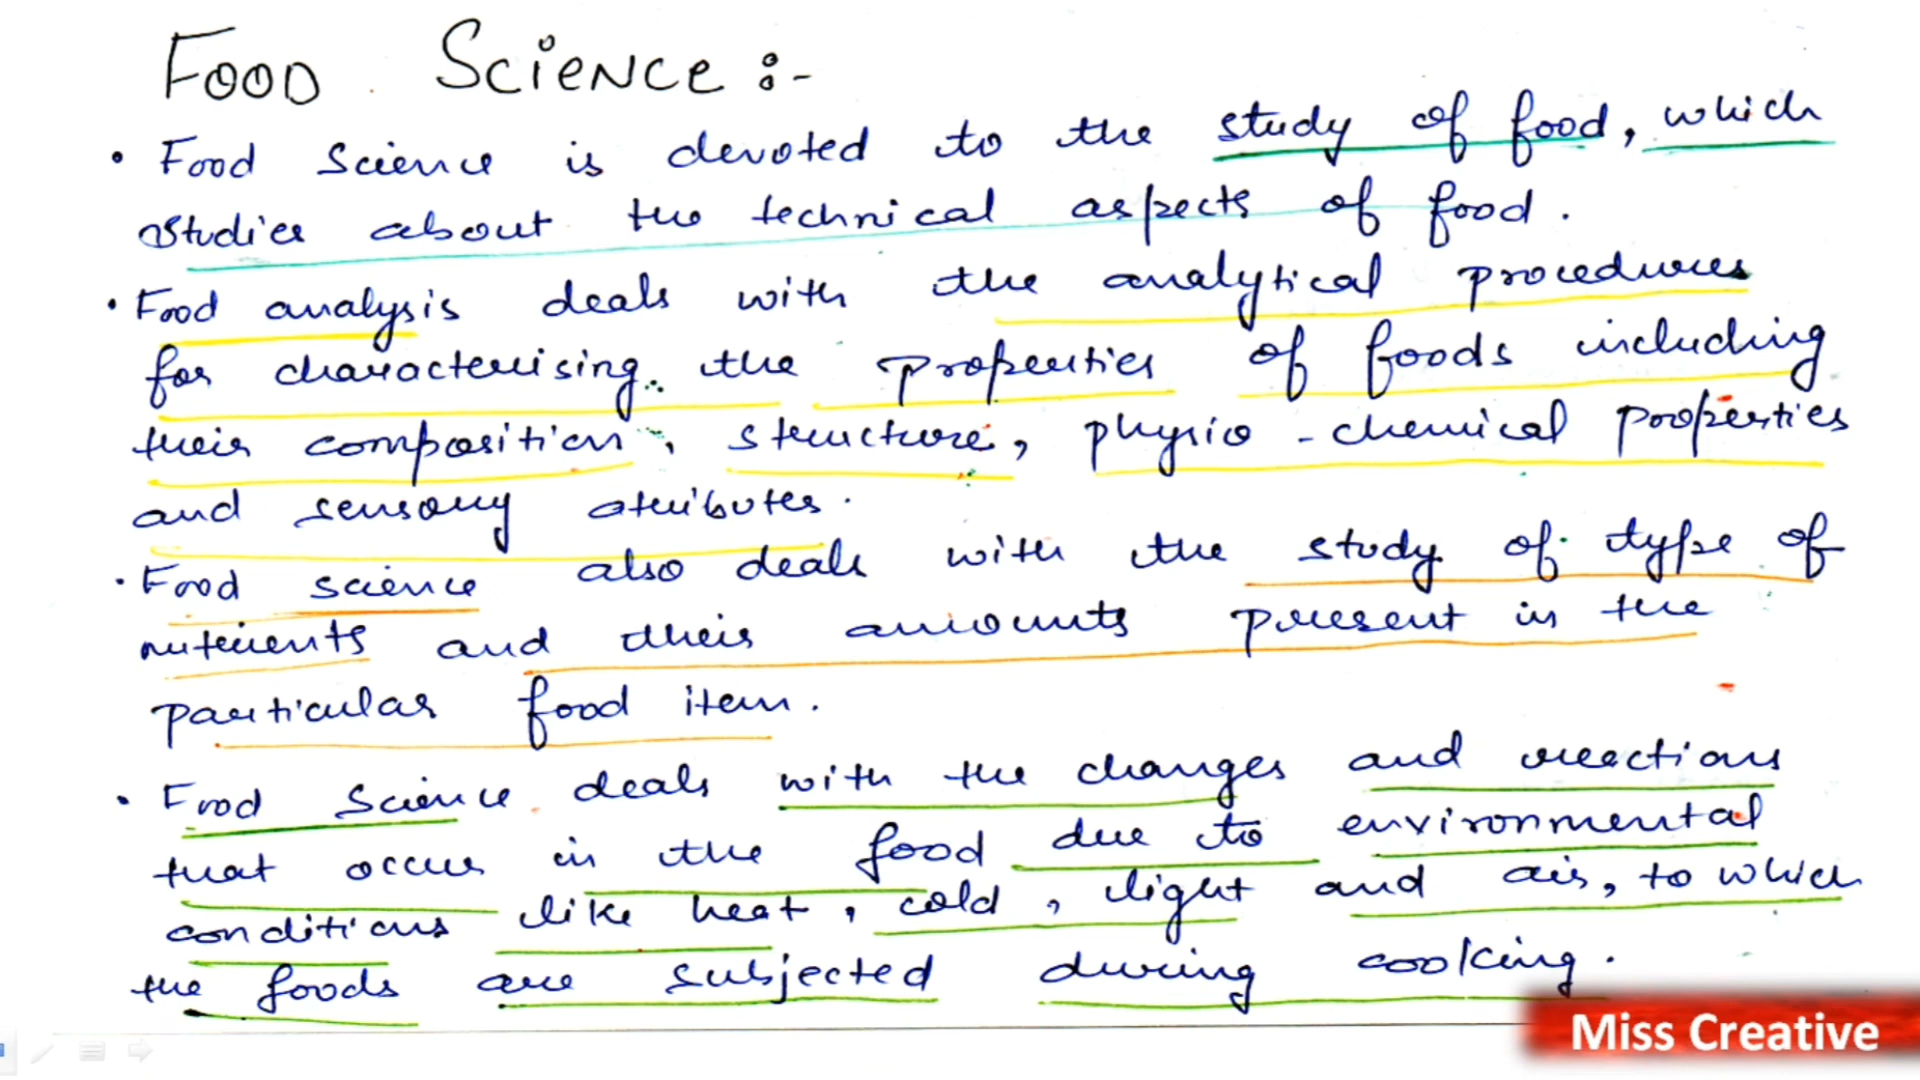 FOOD SCIENCE :-
• Food Science is devoted to the study of food, which
studies about the technical aspects of food.
• Food analysis deals with the analytical procedures
for characterising the properties of foods including
their composition, structure, physio-chemical properties
and sensory atributes.
• Food science also deals with the study of type of
nutrients and their amounts present in the
particular food item.
• Food Science deals with the changes and reactions
that occur in the food due to environmental
conditions like heat, cold, light and air, to which
the foods are subjected during cooking.
Miss Creative